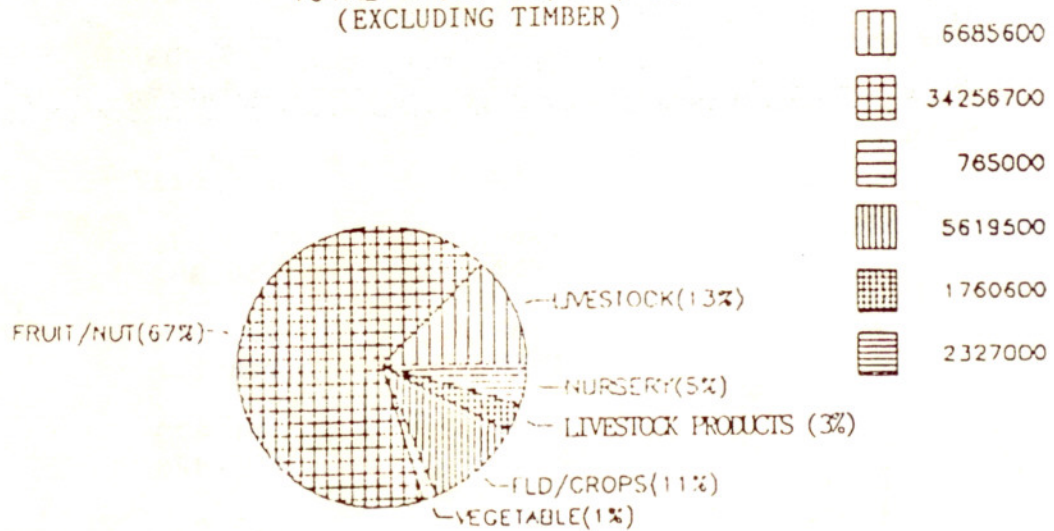 (EXCLUDING TIMBER)
6685600
34256700
765000
5619500
1760600
2327000
LIVESTOCK(13%)
FRUIT/NUT(67%)
NURSERY(5%)
LIVESTOCK PRODUCTS (3%)
FLD/CROPS(11%)
VEGETABLE(1%)